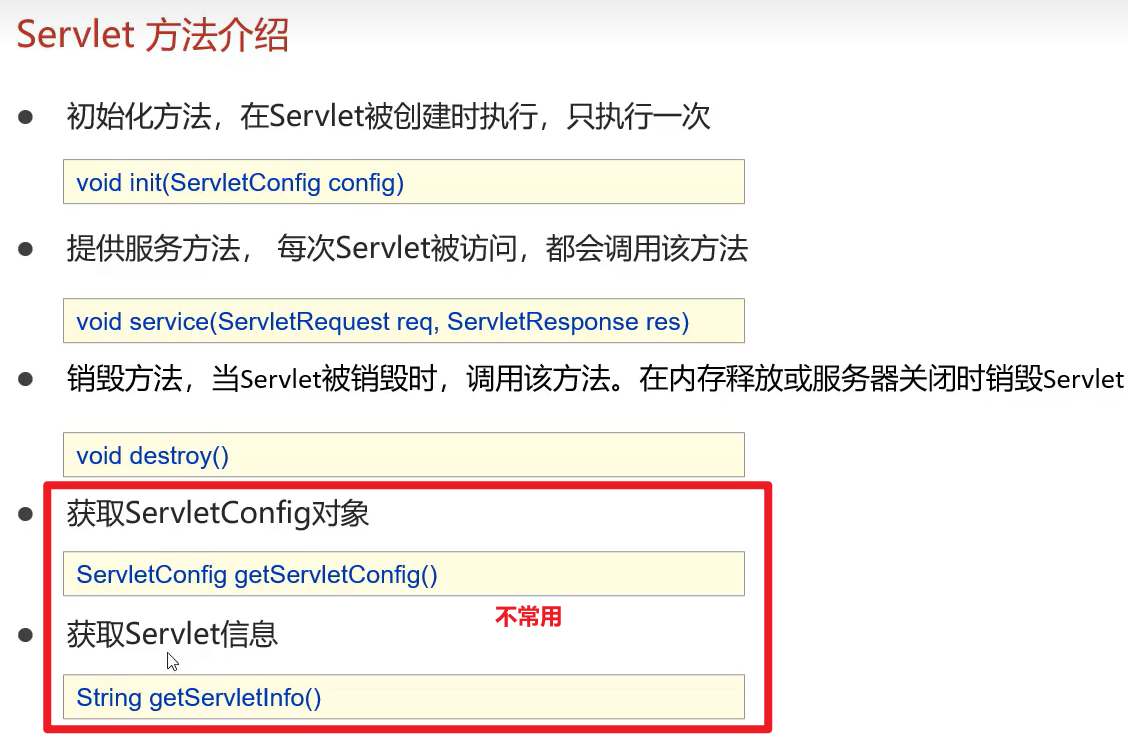 Servlet 方法介绍
初始化方法，在Servlet被创建时执行，只执行一次
void init(ServletConfig config)
提供服务方法， 每次Servlet被访问，都会调用该方法
void service(ServletRequest req, ServletResponse res)
销毁方法，当Servlet被销毁时，调用该方法。在内存释放或服务器关闭时销毁Servlet
void destroy()
获取ServletConfig对象
ServletConfig getServletConfig()
不常用
获取Servlet信息
String getServletInfo()